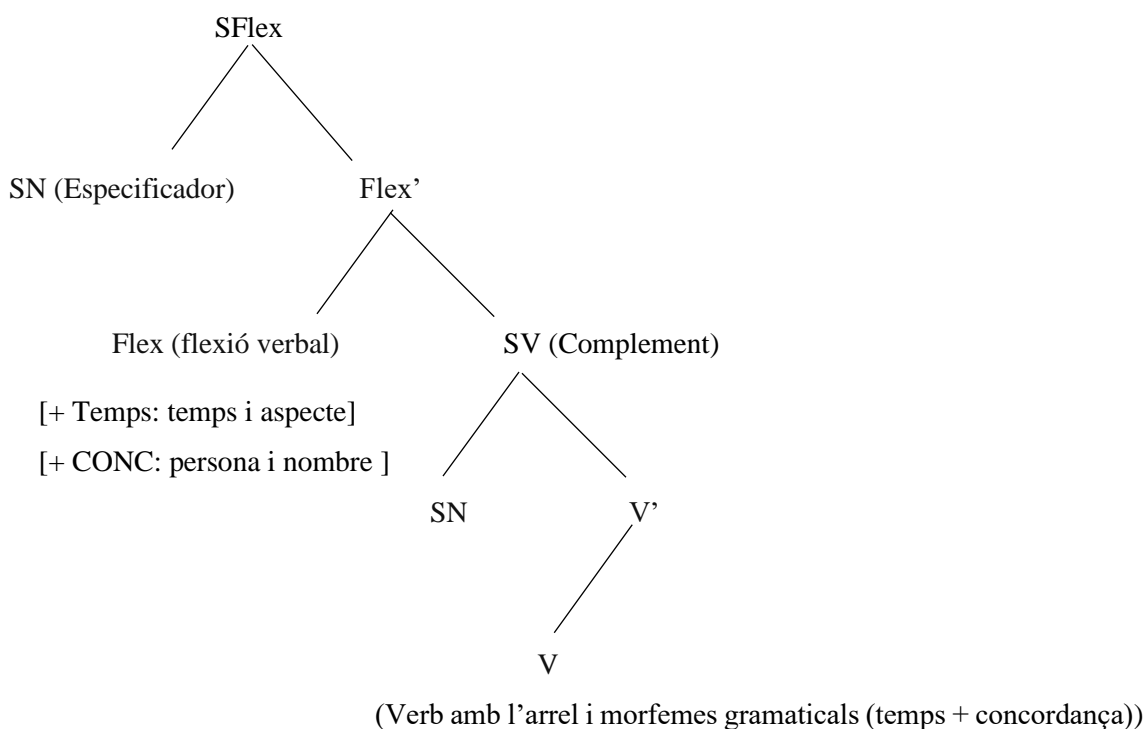 SFlex
SN (Especificador) Flex’
Flex (flexió verbal) SV (Complement)
[+ Temps: temps i aspecte]
[+ CONC: persona i nombre ]
SN V’
V
(Verb amb l’arrel i morfemes gramaticals (temps + concordança))